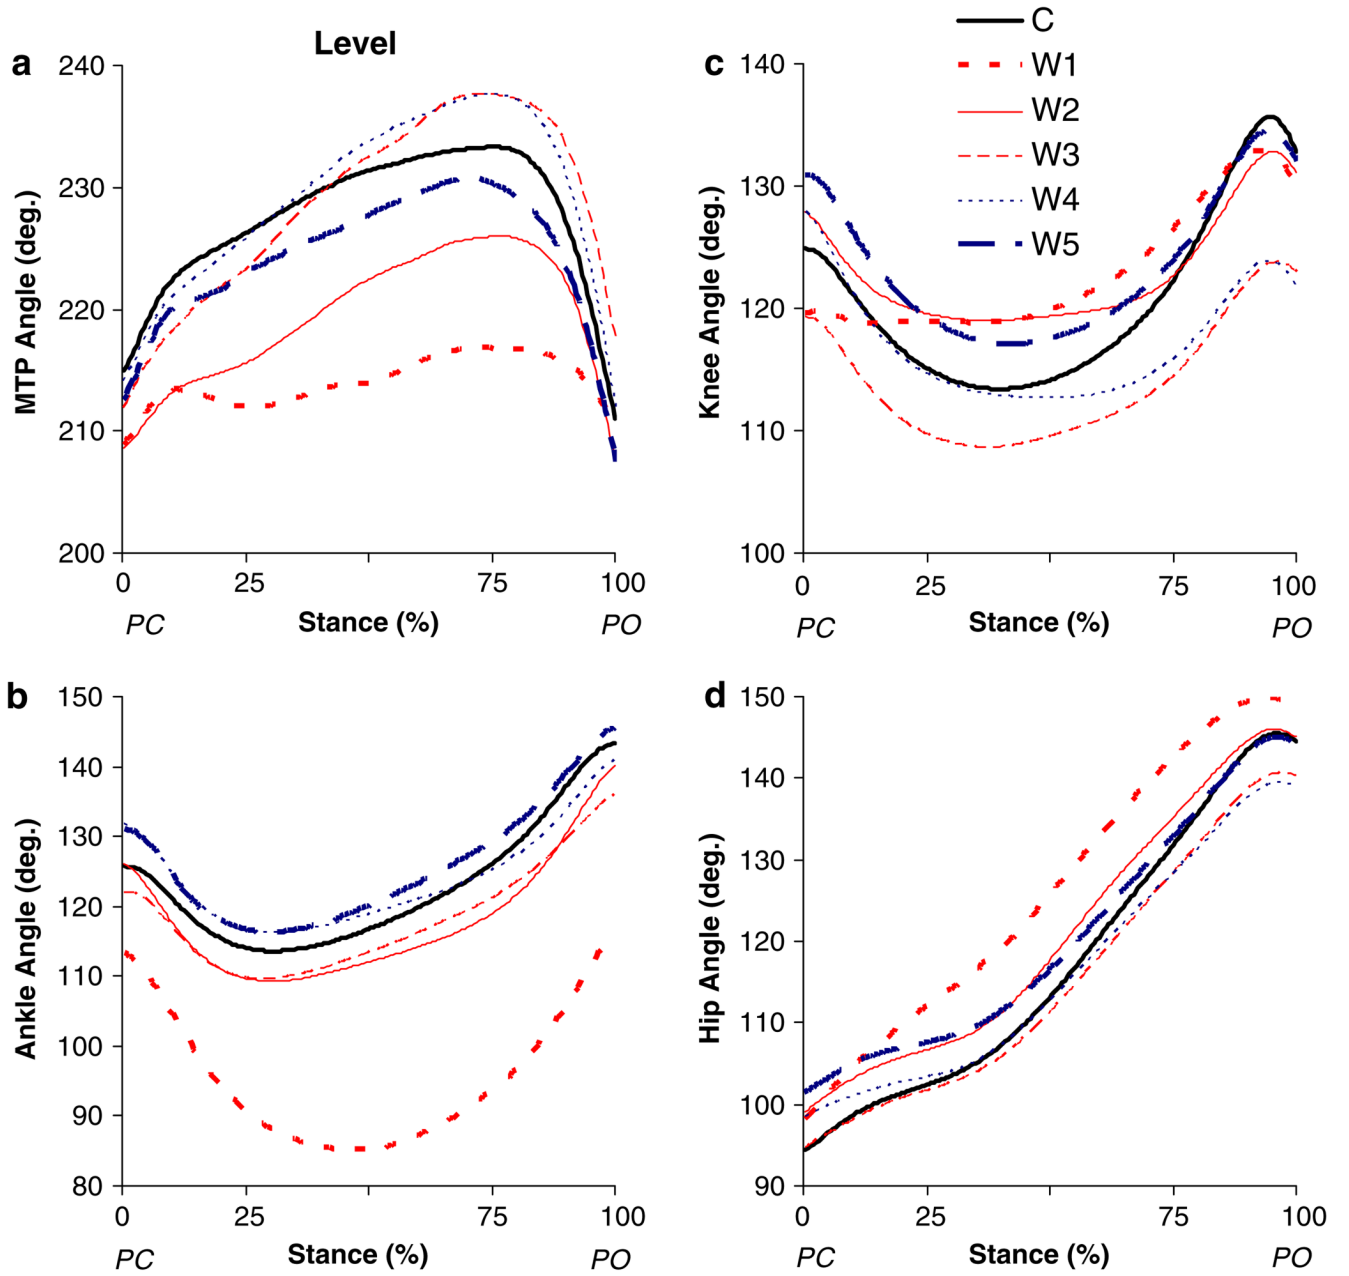 Level
a
240
230
220
210
200
MTP Angle (deg.)
0 25 75 100
PC Stance (%) PO
c
C
W1
W2
W3
W4
W5
140
130
120
110
100
Knee Angle (deg.)
0 25 75 100
PC Stance (%) PO
b
150
140
130
120
110
100
90
80
Ankle Angle (deg.)
0 25 75 100
PC Stance (%) PO
d
150
140
130
120
110
100
90
Hip Angle (deg.)
0 25 75 100
PC Stance (%) PO